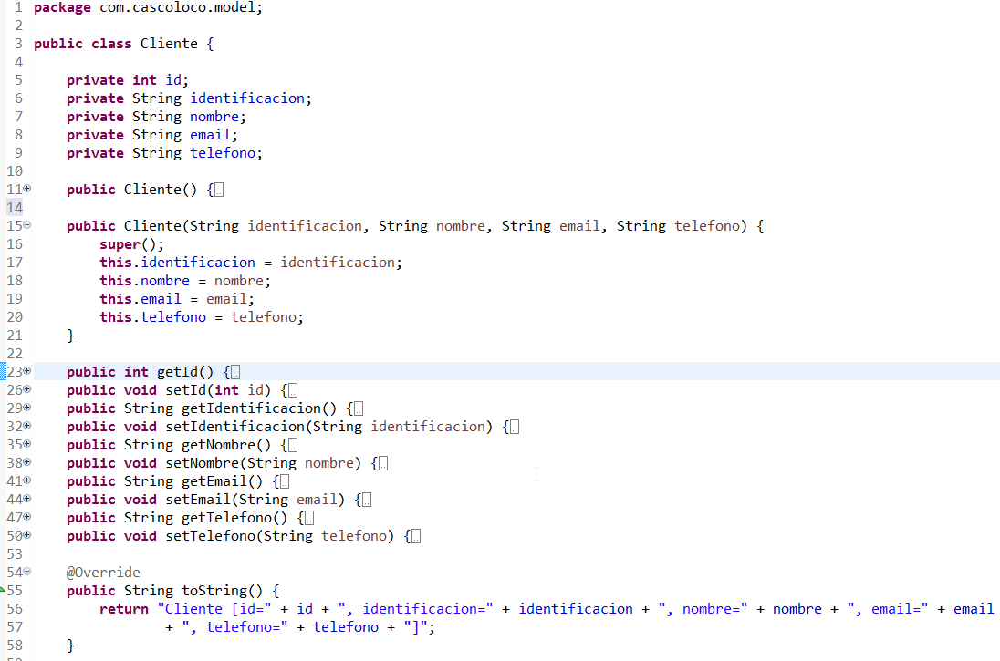 1 package com.cascoloco.model;
2
3 public class Cliente {
4
5 private int id;
6 private String identificacion;
7 private String nombre;
8 private String email;
9 private String telefono;
10
11 public Cliente() {
14
15 public Cliente(String identificacion, String nombre, String email, String telefono) {
16 super();
17 this.identificacion = identificacion;
18 this.nombre = nombre;
19 this.email = email;
20 this.telefono = telefono;
21 }
22
23 public int getId() {
26 public void setId(int id) {
29 public String getIdentificacion() {
32 public void setIdentificacion(String identificacion) {
35 public String getNombre() {
38 public void setNombre(String nombre) {
41 public String getEmail() {
44 public void setEmail(String email) {
47 public String getTelefono() {
50 public void setTelefono(String telefono) {
53
54 @Override
55 public String toString() {
56 return "Cliente [id=" + id + ", identificacion=" + identificacion + ", nombre=" + nombre + ", email=" + email
57 + ", telefono=" + telefono + "]";
58 }